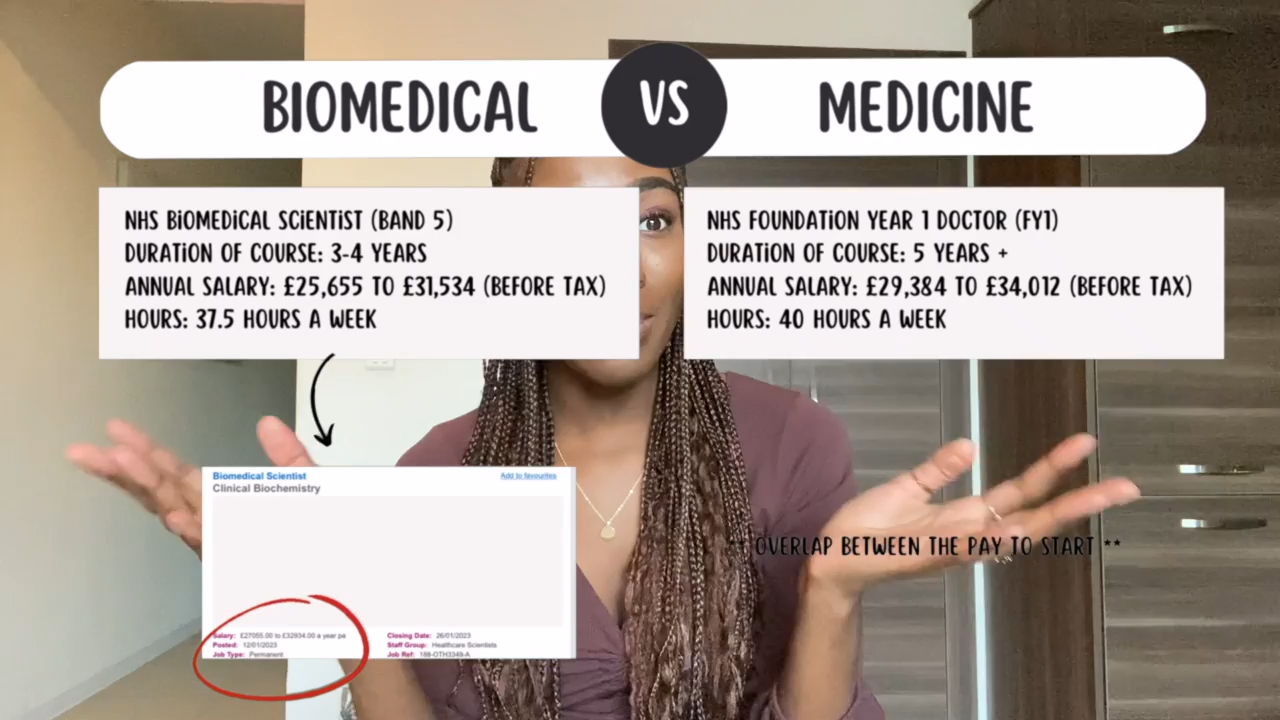 BIOMEDICAL VS MEDICINE
NHS BIOMEDICAL SCIENTIST (BAND 5)
DURATION OF COURSE: 3-4 YEARS
ANNUAL SALARY: £25,655 TO £31,534 (BEFORE TAX)
HOURS: 37.5 HOURS A WEEK
NHS FOUNDATION YEAR 1 DOCTOR (FY1)
DURATION OF COURSE: 5 YEARS +
ANNUAL SALARY: £29,384 TO £34,012 (BEFORE TAX)
HOURS: 40 HOURS A WEEK
Biomedical Scientist Add to favourites
Clinical Biochemistry
Salary: £27055.00 to £32934.00 a year pa Closing Date: 26/01/2023
Posted: 12/01/2023 Staff Group: Healthcare Scientists
Job Type: Permanent Job Ref: 188-OTH3349-A
** OVERLAP BETWEEN THE PAY TO START **